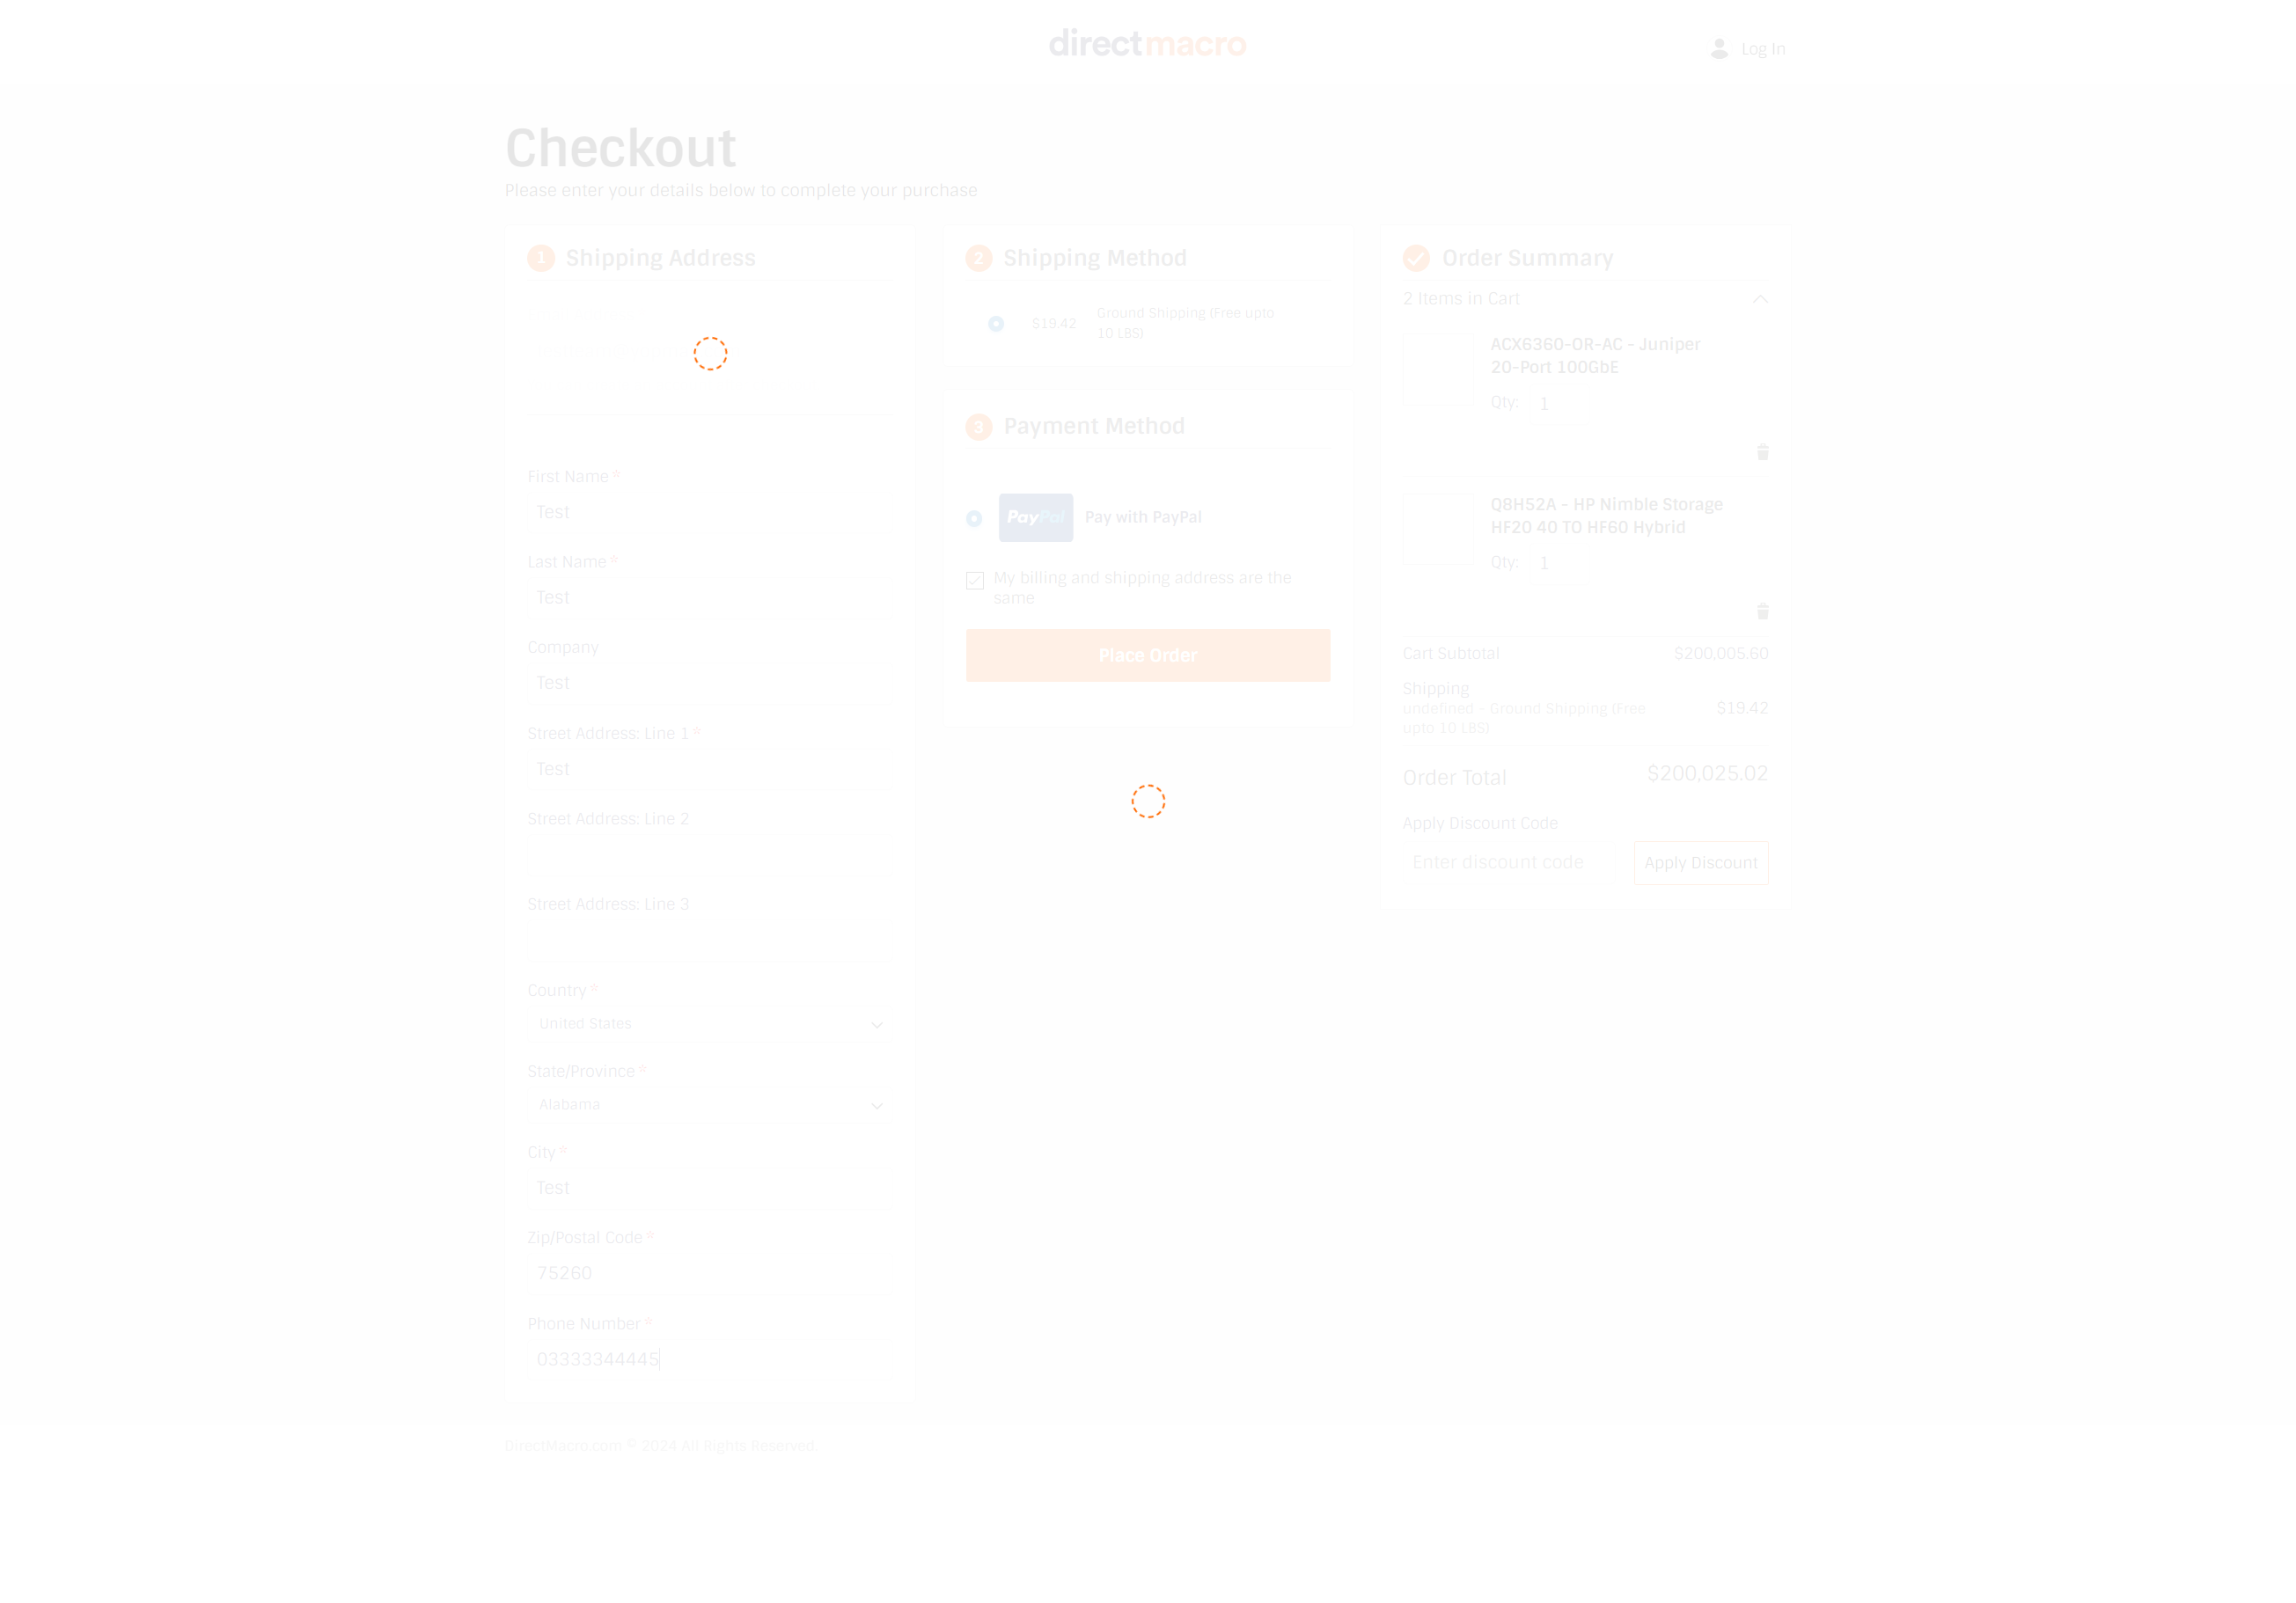 directmacro
Log In
Checkout
Please enter your details below to complete your purchase
1 Shipping Address
First Name *
Test
Last Name *
Test
Company
Test
Street Address: Line 1 *
Test
Street Address: Line 2
Street Address: Line 3
Country *
United States
State/Province *
Alabama
City *
Test
Zip/Postal Code *
75260
Phone Number *
03333344445
2 Shipping Method
$19.42
Ground Shipping (Free upto
10 LBS)
3 Payment Method
PayPal Pay with PayPal
My billing and shipping address are the
same
Place Order
Order Summary
2 Items in Cart
ACX6360-OR-AC - Juniper
20-Port 100GbE
Qty: 1
Q8H52A - HP Nimble Storage
HF20 40 TO HF60 Hybrid
Qty: 1
Cart Subtotal $200,005.60
Shipping
undefined - Ground Shipping (Free
upto 10 LBS)
$19.42
Order Total $200,025.02
Apply Discount Code
Enter discount code
Apply Discount
DirectMacro.com © 2024 All Rights Reserved.